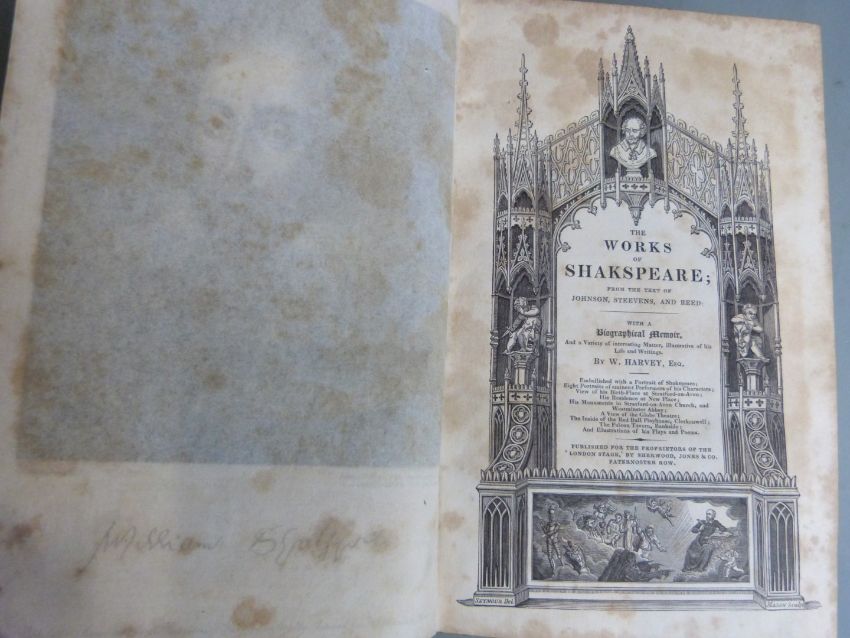 William
THE
WORKS
OF
SHAKSPEARE;
FROM THE TEXT OF
JOHNSON, STEEVENS, AND REED:
WITH A
Biographical Memoir,
And a Variety of interesting Matter, Illustrative of his
Life and Writings.
BY W. HARVEY, ESQ.
Embellished with a Portrait of Shakspeare;
Eight Portraits of eminent Performers of his Characters;
View of his Birth-Place at Stratford-on-Avon;
His Residence at New Place;
His Monuments in Stratford-on-Avon Church, and
Westminster Abbey;
A View of the Globe Theatre;
The Inside of the Red Bull Playhouse, Clerkenwell;
The Falcon Tavern, Bankside;
And Illustrations of his Plays and Poems.
PUBLISHED FOR THE PROPRIETORS OF THE
'LONDON STAGE,' BY SHERWOOD, JONES & CO.
PATERNOSTER ROW.
SEYMOUR Del.
MASON Sculp.